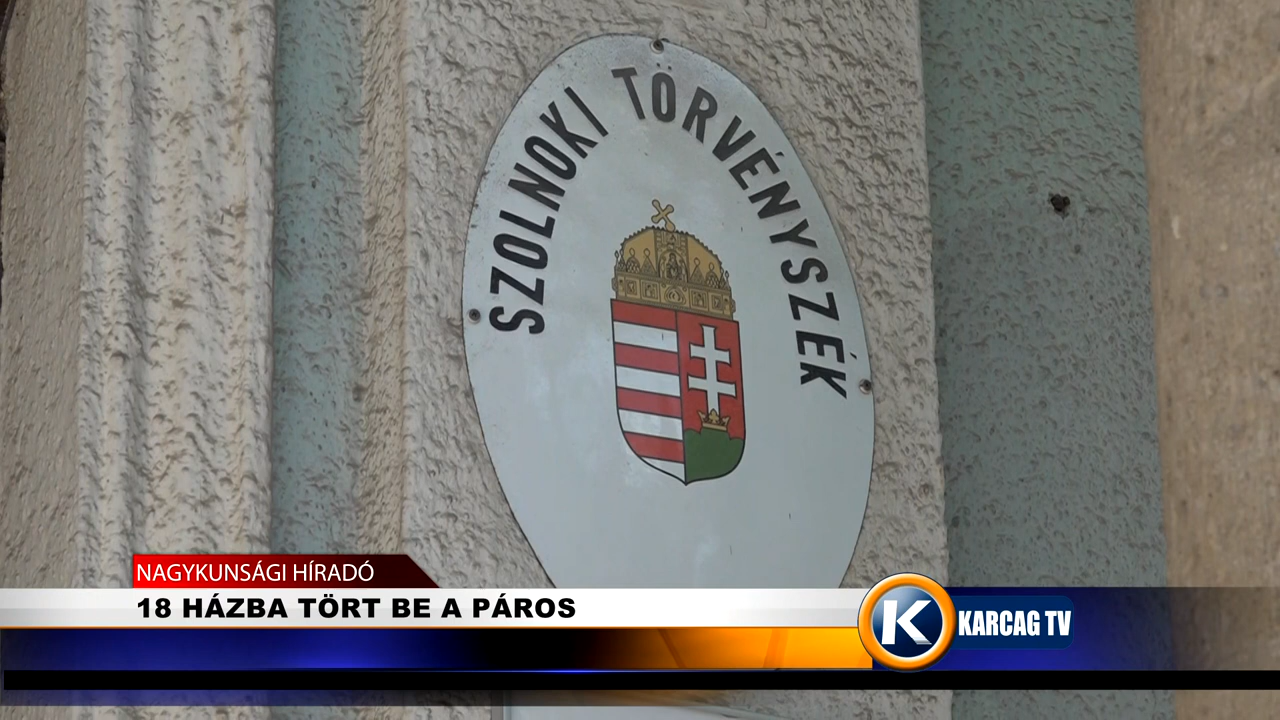 SZOLNOKI TÖRVÉNYSZÉK
NAGYKUNSÁGI HÍRADÓ
18 HÁZBA TÖRT BE A PÁROS
K KARCAG TV